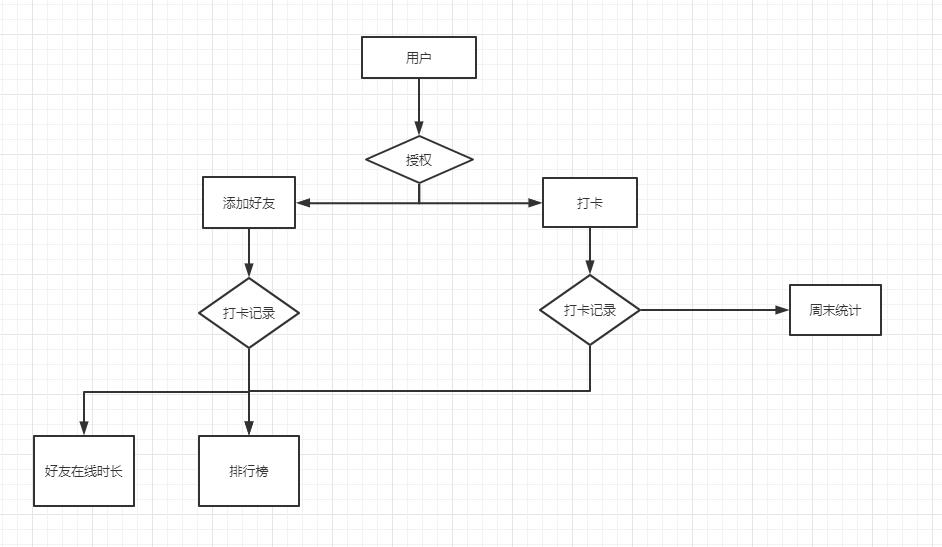 用户
授权
添加好友
打卡
打卡记录
打卡记录
周末统计
好友在线时长
排行榜